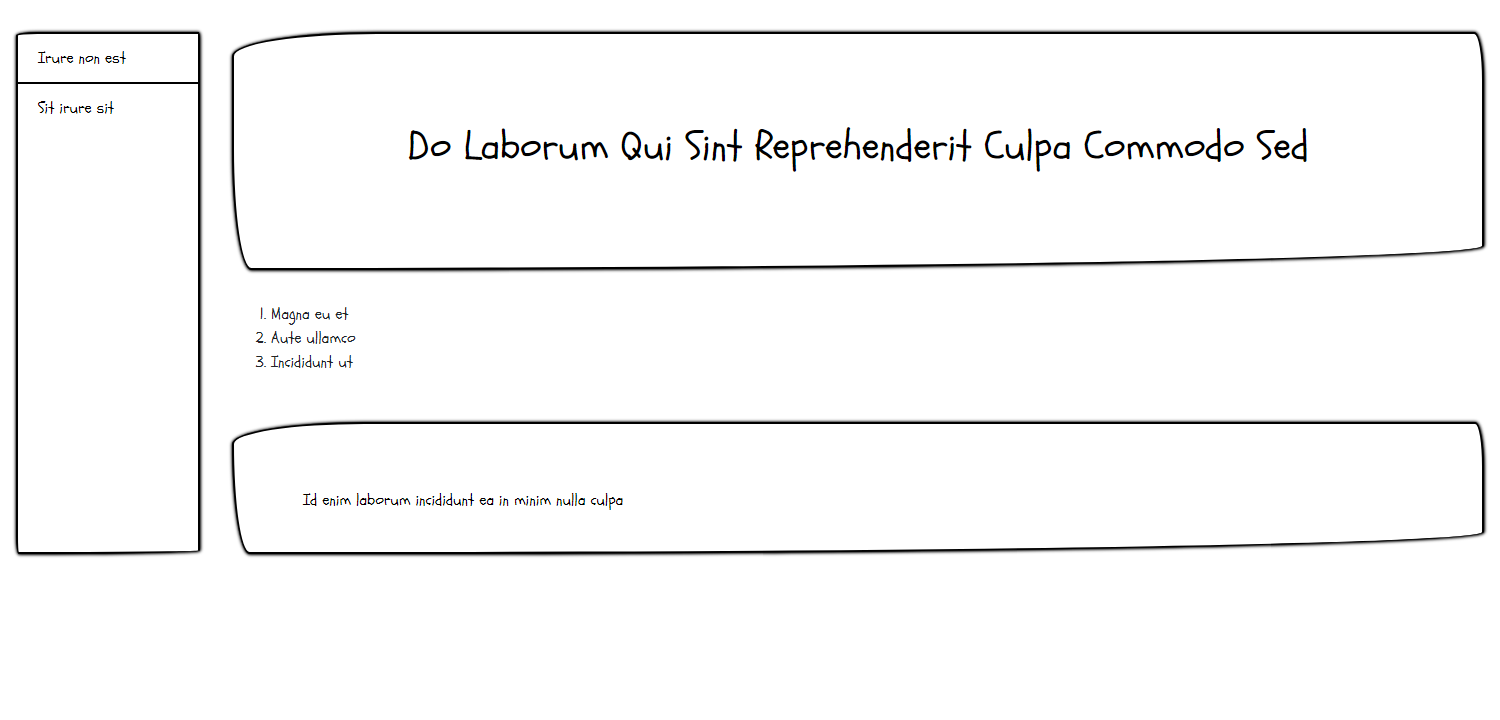 Irure non est
Sit irure sit
Do Laborum Qui Sint Reprehenderit Culpa Commodo Sed
1. Magna eu et
2. Aute ullamco
3. Incididunt ut
Id enim laborum incididunt ea in minim nulla culpa